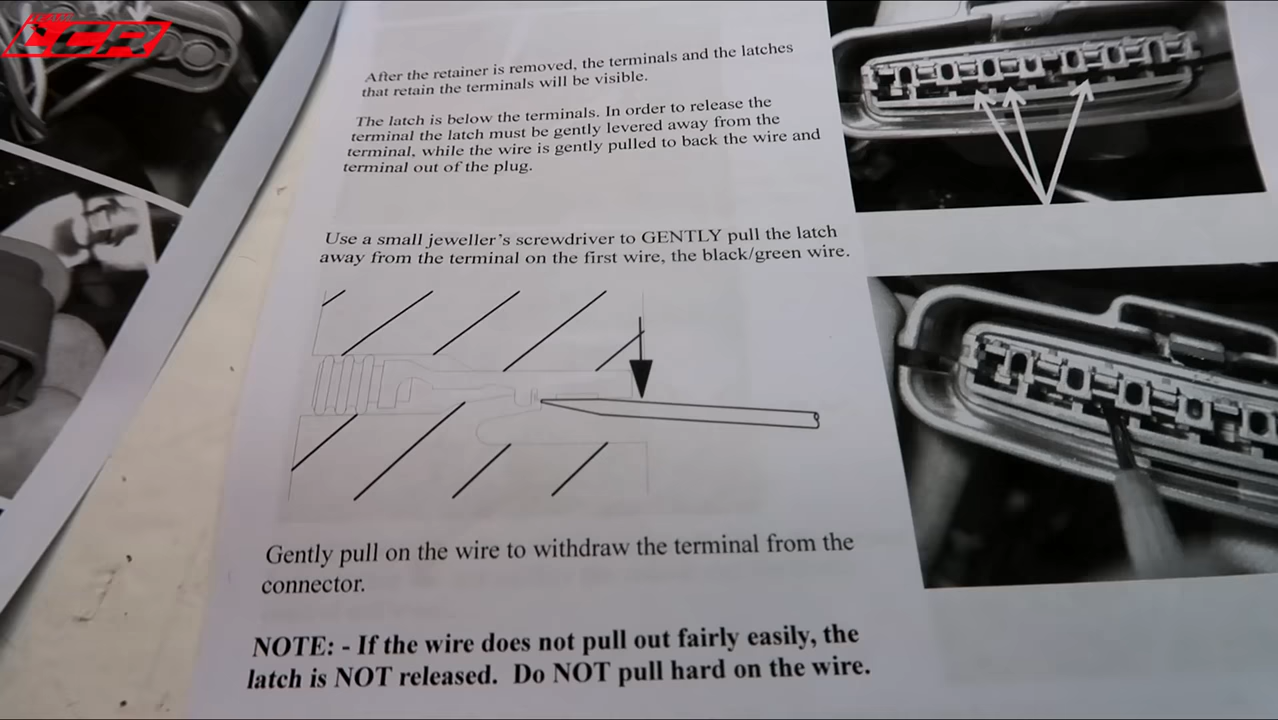 LCR
After the retainer is removed, the terminals and the latches
that retain the terminals will be visible.
The latch is below the terminals. In order to release the
terminal the latch must be gently levered away from the
terminal, while the wire is gently pulled to back the wire and
terminal out of the plug.
Use a small jeweller's screwdriver to GENTLY pull the latch
away from the terminal on the first wire, the black/green wire.
Gently pull on the wire to withdraw the terminal from the
connector.
NOTE: - If the wire does not pull out fairly easily, the
latch is NOT released. Do NOT pull hard on the wire.